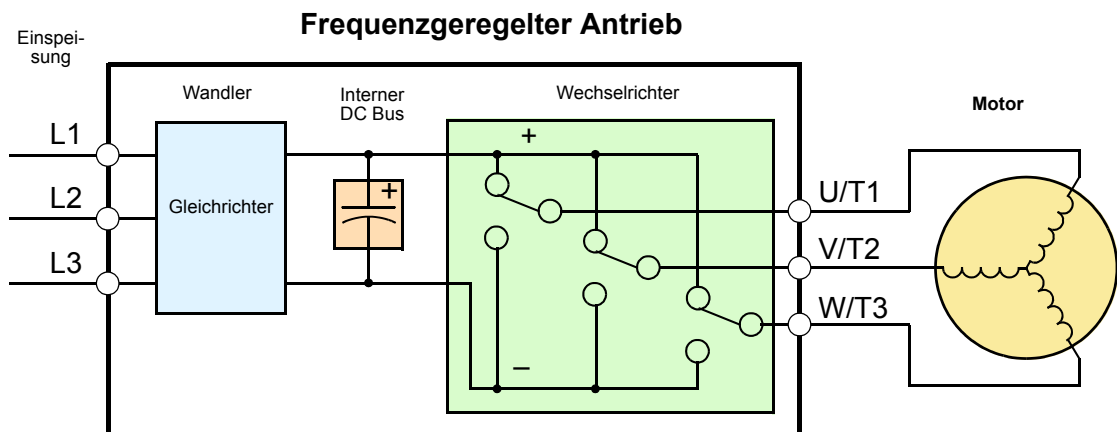 Frequenzgeregelter Antrieb
Einspei-
sung
Wandler
Interner
DC Bus
Wechselrichter
Motor
L1
L2
L3
Gleichrichter
+
+
–
U/T1
V/T2
W/T3